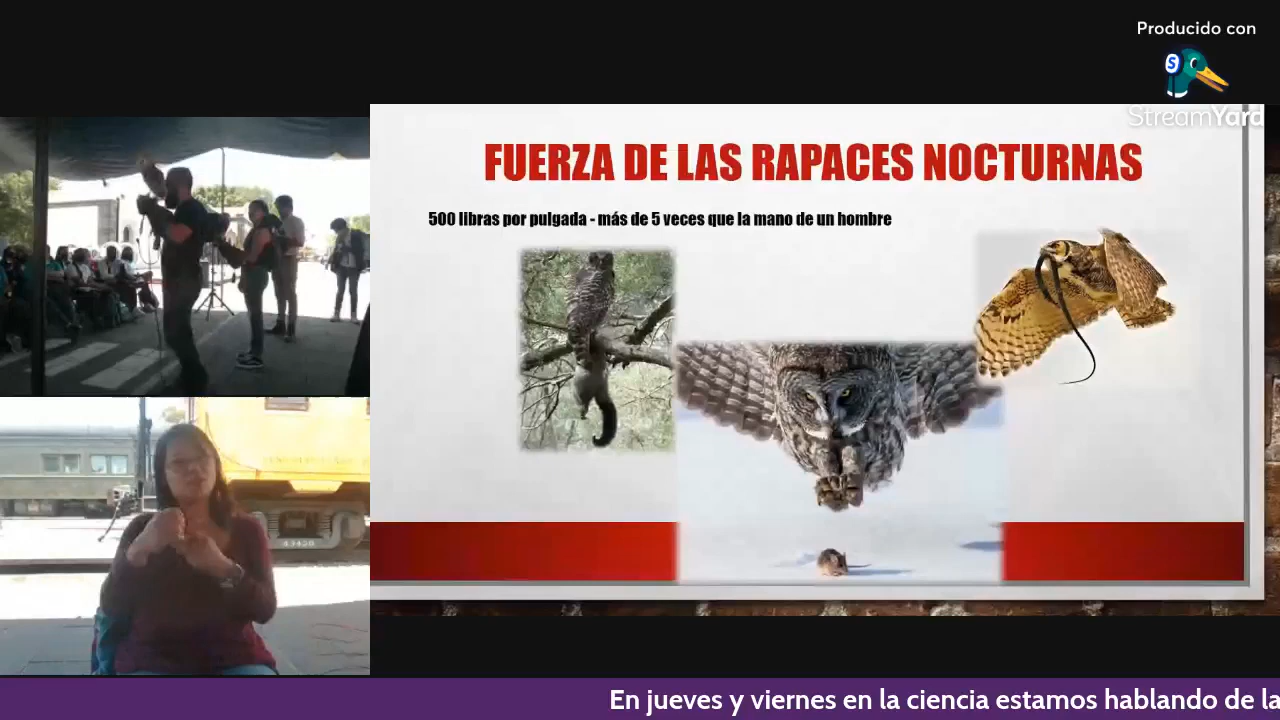 Producido con
S
StreamYard
FUERZA DE LAS RAPACES NOCTURNAS
500 libras por pulgada - más de 5 veces que la mano de un hombre
43420
En jueves y viernes en la ciencia estamos hablando de la